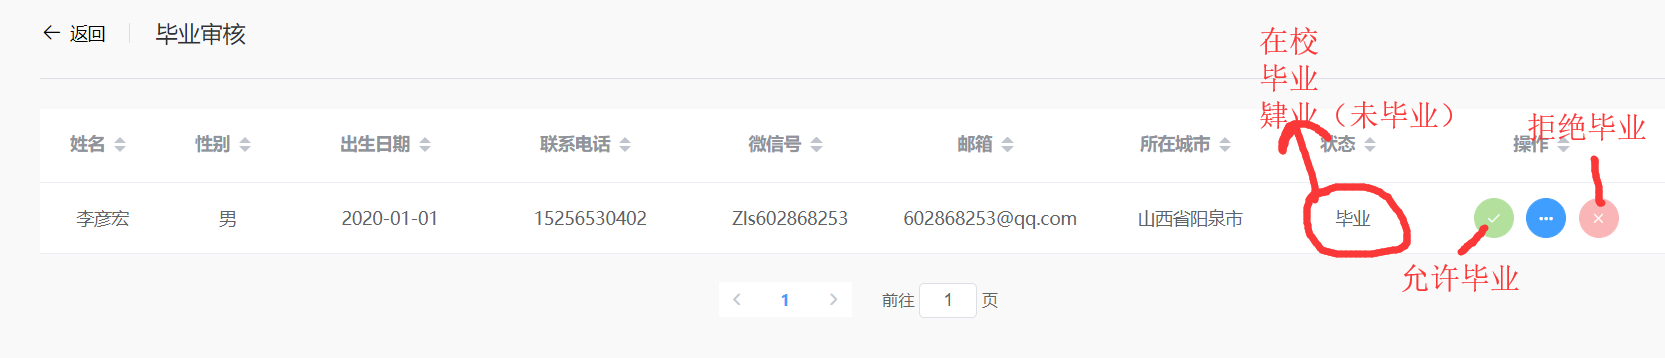 返回 毕业审核
在校
毕业
肄业（未毕业）
拒绝毕业
姓名 性别 出生日期 联系电话 微信号 邮箱 所在城市 状态 操作
李彦宏 男 2020-01-01 15256530402 Zls602868253 602868253@qq.com 山西省阳泉市 毕业
允许毕业
1 前往 1 页